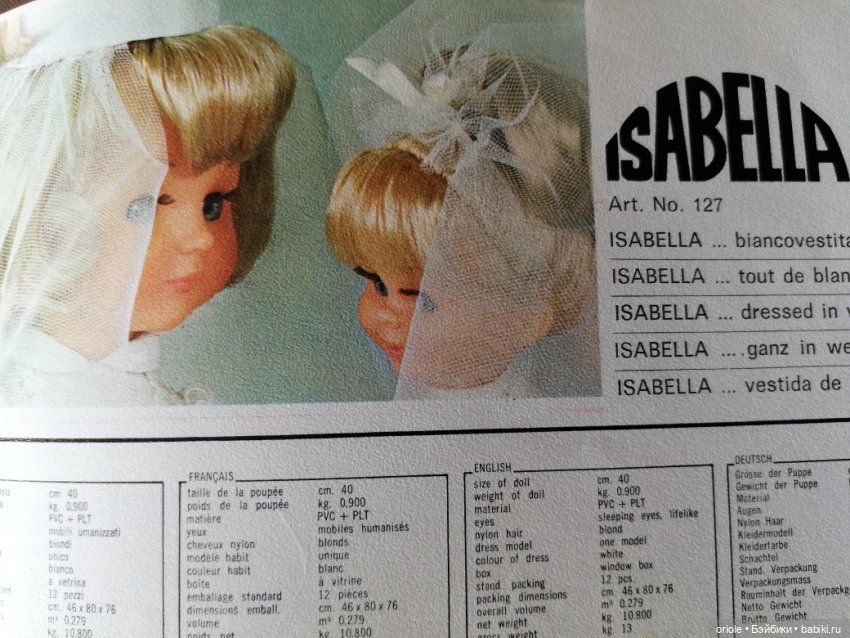 ISABELLA
Art. No. 127
ISABELLA ... biancovestita
ISABELLA ... tout de blan
ISABELLA ... dressed in
ISABELLA ....ganz in we
ISABELLA ... vestida de
cm. 40
kg. 0,900
PVC + PLT
mobili umanizzati
biondi
unico
bianco
a vetrina
12 pezzi
cm. 46 x 80 x 76
m³ 0.279
kg. 10.800
FRANÇAIS
taille de la poupée cm. 40
poids de la poupée kg. 0,900
matière PVC + PLT
yeux mobiles humanisés
cheveux nylon blonds
modèle habit unique
couleur habit blanc
boite à vitrine
emballage standard 12 pièces
dimensions emball. cm. 46 x 80 x 76
volume m³ 0.279
poids net kg. 10.800
ENGLISH
size of doll cm. 40
weight of doll kg. 0.900
material PVC + PLT
eyes sleeping eyes, lifelike
nylon hair blond
dress model one model
colour of dress white
box window box
stand. packing 12 pcs.
packing dimensions cm. 46 x 80 x 76
overall volume m³ 0.279
net weight kg. 10.800
gross weight kg. 13
DEUTSCH
Grösse der Puppe
Gewicht der Puppe
Material
Augen
Nylon Haar
Kleidermodell
Kleiderfarbe
Schachtel
Stand. Verpackung
Verpackungsmass
Rauminhalt der Verpackg
Netto Gewicht
Brutto Gewicht
oriole • Бэйбики • babiki.ru